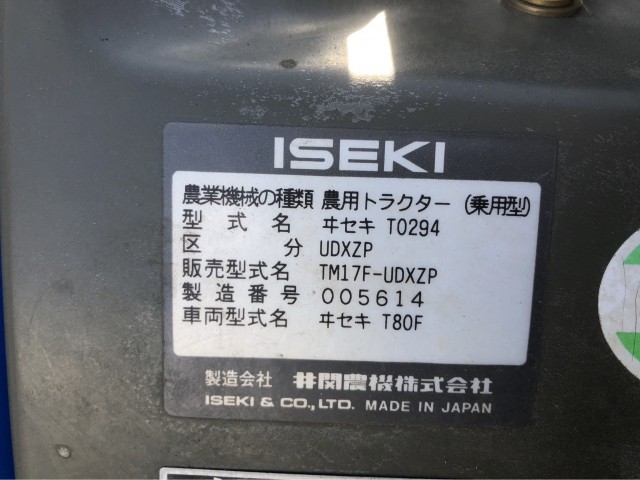 ISEKI
農業機械の種類 農用トラクター (乗用型)
型式名 ヰセキ T0294
区分 UDXZP
販売型式名 TM17F-UDXZP
製造番号 005614
車両型式名 ヰセキ T80F
製造会社 井関農機株式会社
ISEKI & CO., LTD. MADE IN JAPAN